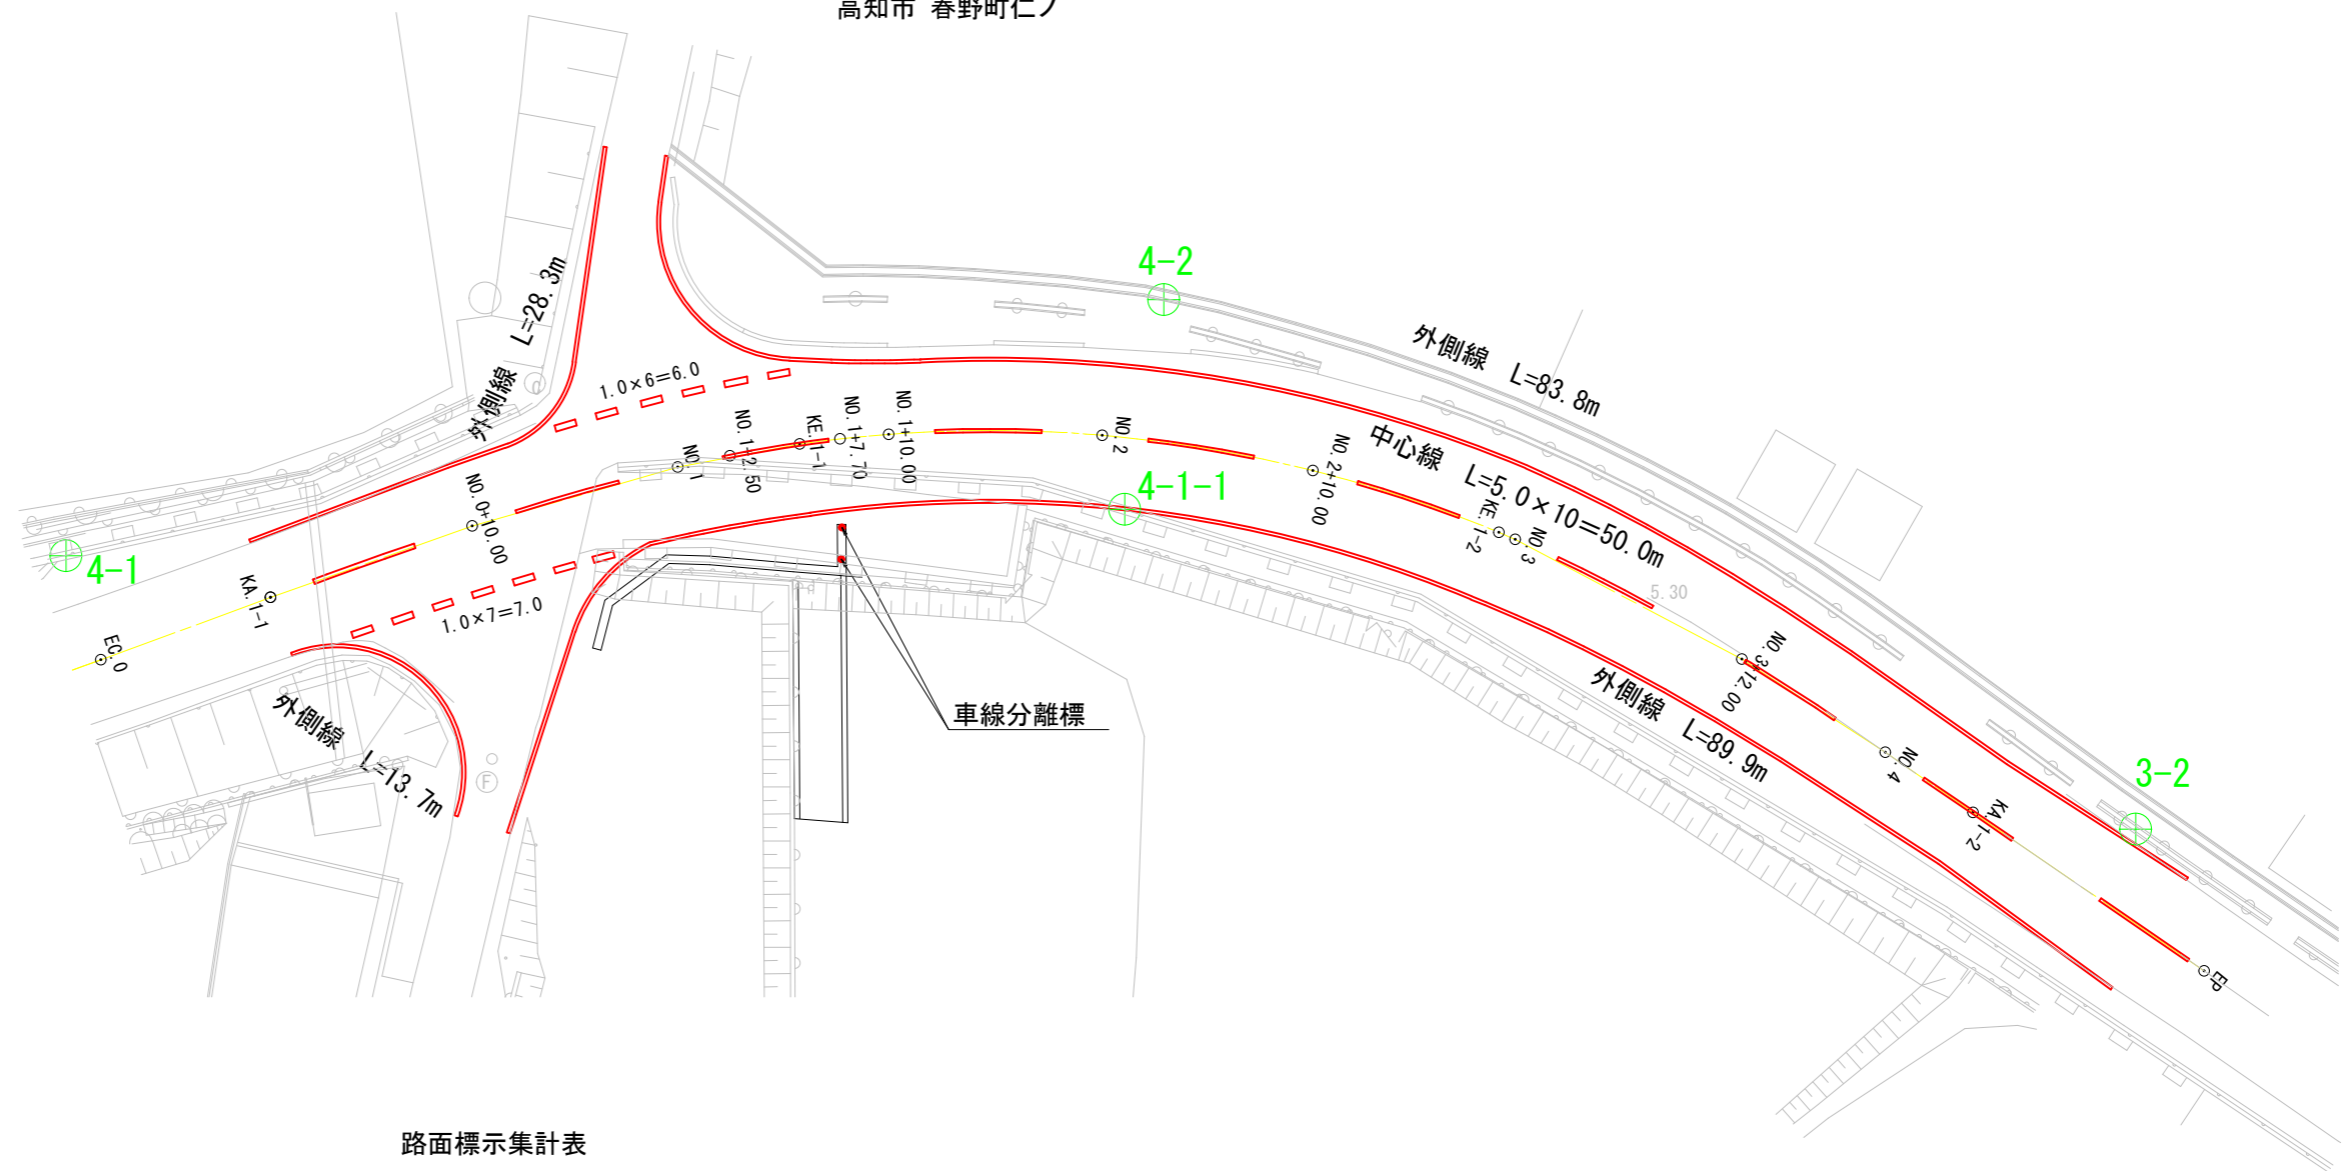 高知市 春野町仁ノ
4-2
外側線 L=28.3m
外側線 L=83.8m
1.0×6=6.0
NO.1+2.50
KE.1-1
NO.1+7.70
NO.1+10.00
NO.2
中心線 L=5.0×10=50.0m
NO.2+10.00
NO.1
NO.0+10.00
4-1-1
KE.1-2
NO.3
4-1
KA.1-1
5.30
1.0×7=7.0
EC.0
NO.3+12.00
外側線 L=89.9m
車線分離標
外側線 L=13.7m
NO.4
3-2
F
KA.1-2
EP
路面標示集計表